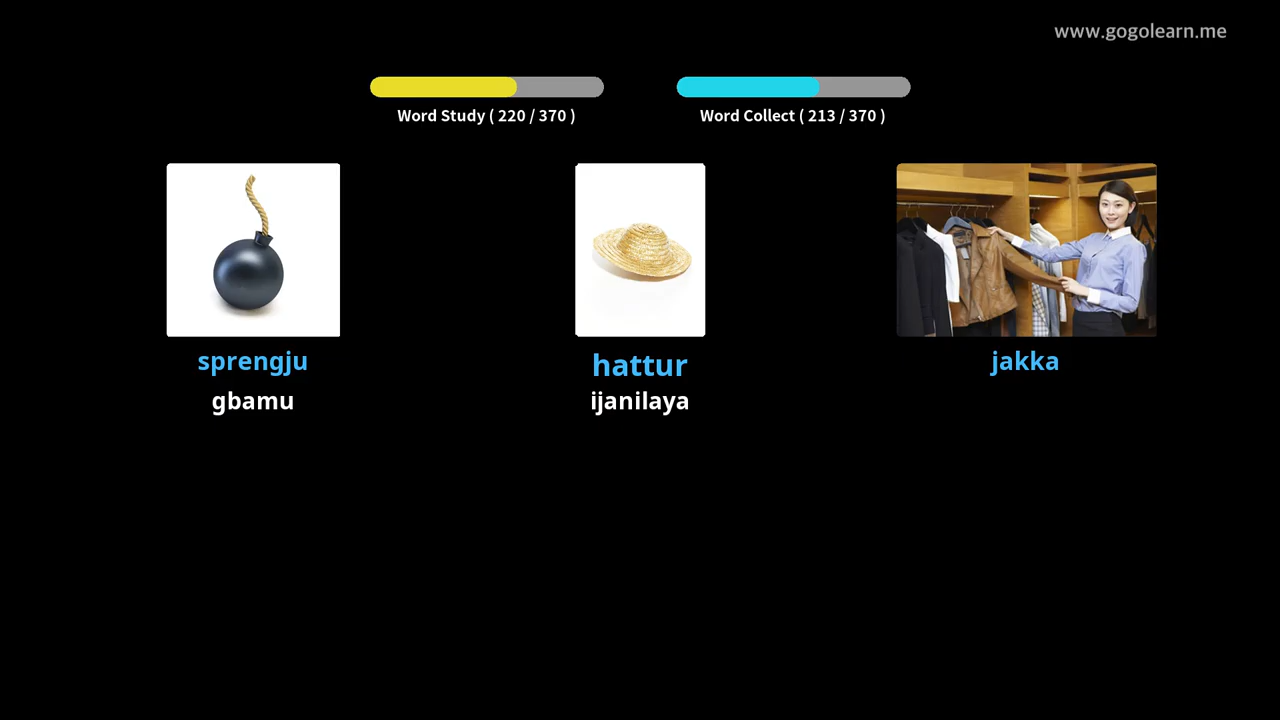 www.gogolearn.me
Word Study ( 220 / 370 )
Word Collect ( 213 / 370 )
sprengju
hattur
jakka
gbamu
ijanilaya